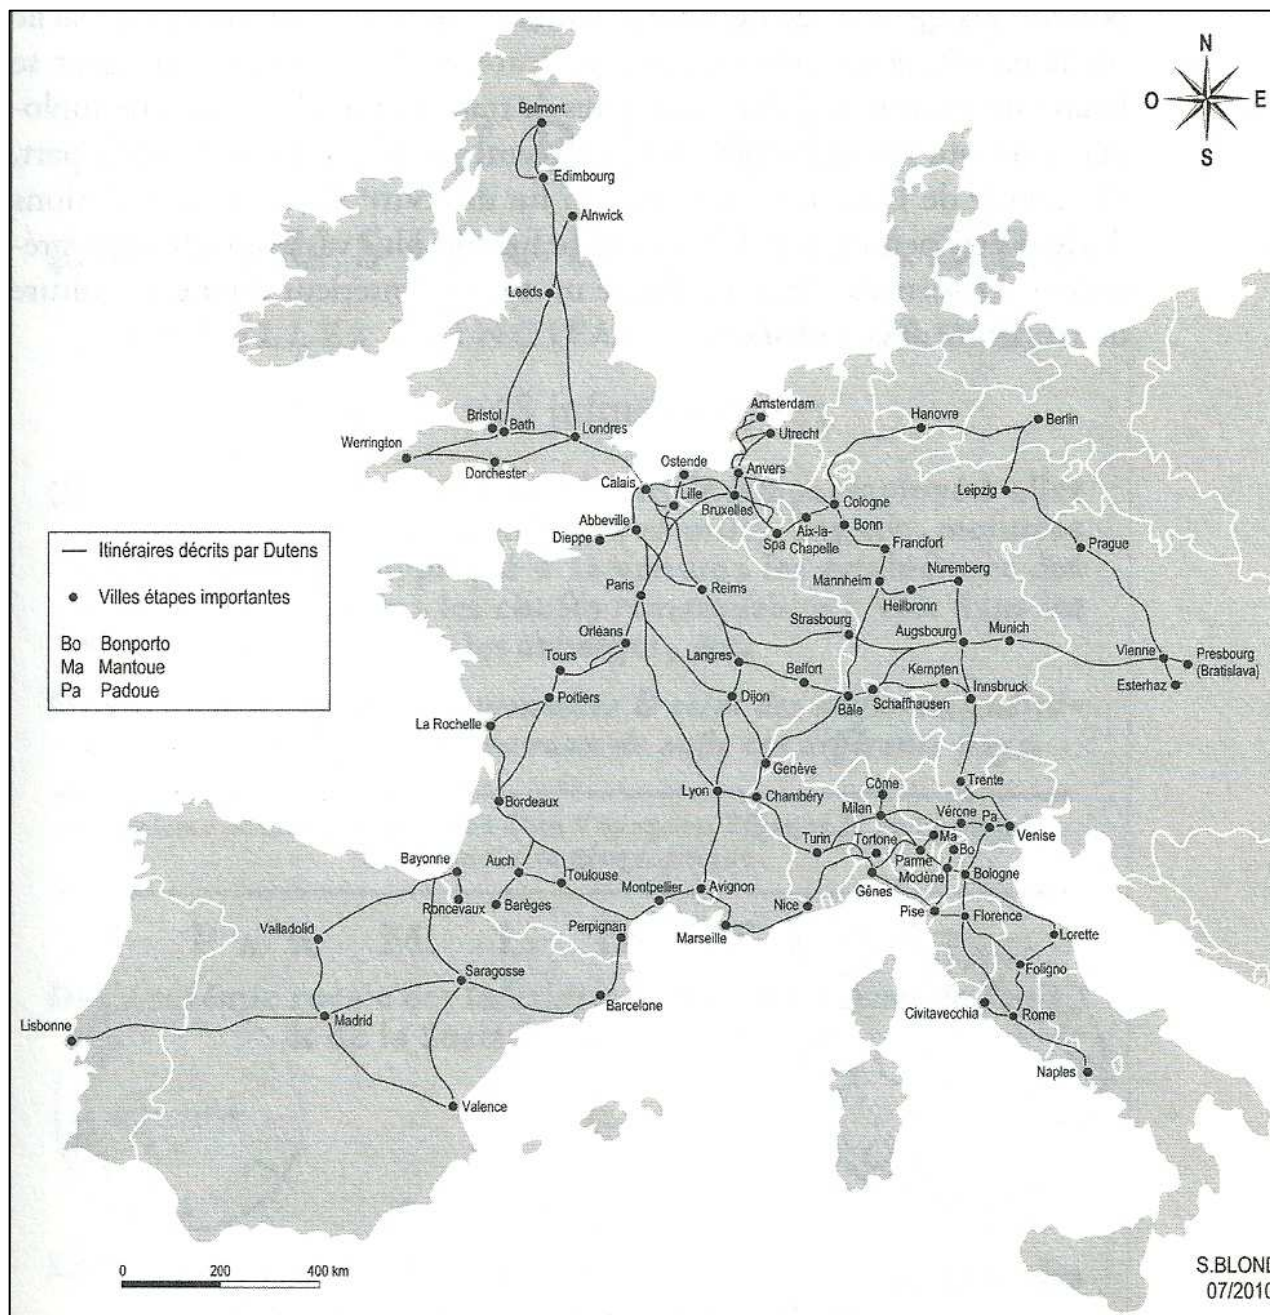 N
O
E
S
Belmont
Edimbourg
Alnwick
Leeds
Bristol
Bath
Londres
Werrington
Dorchester
Amsterdam
Utrecht
Hanovre
Berlin
Ostende
Anvers
Calais
Lille
Bruxelles
Cologne
Leipzig
Abbeville
Dieppe
Spa
Aix-la-
Chapelle
Bonn
Francfort
Prague
Itinéraires décrits par Dutens
Villes étapes importantes
Bo Bonporto
Ma Mantoue
Pa Padoue
Paris
Reims
Mannheim
Nuremberg
Heilbronn
Orléans
Strasbourg
Augsbourg
Munich
Tours
Langres
Belfort
Kempten
Vienne
Presbourg
(Bratislava)
Esterhaz
Poitiers
Dijon
Bâle
Schaffhausen
Innsbruck
La Rochelle
Genève
Trente
Bordeaux
Lyon
Chambéry
Côme
Milan
Vérone
Pa
Venise
Turin
Tortone
Ma
Bo
Parme
Modène
Bologne
Bayonne
Auch
Toulouse
Montpellier
Avignon
Gênes
Roncevaux
Barèges
Nice
Pise
Florence
Valladolid
Perpignan
Marseille
Lorette
Saragosse
Foligno
Barcelone
Civitavecchia
Rome
Lisbonne
Madrid
Naples
Valence
0 200 400 km
S.BLOND
07/2010